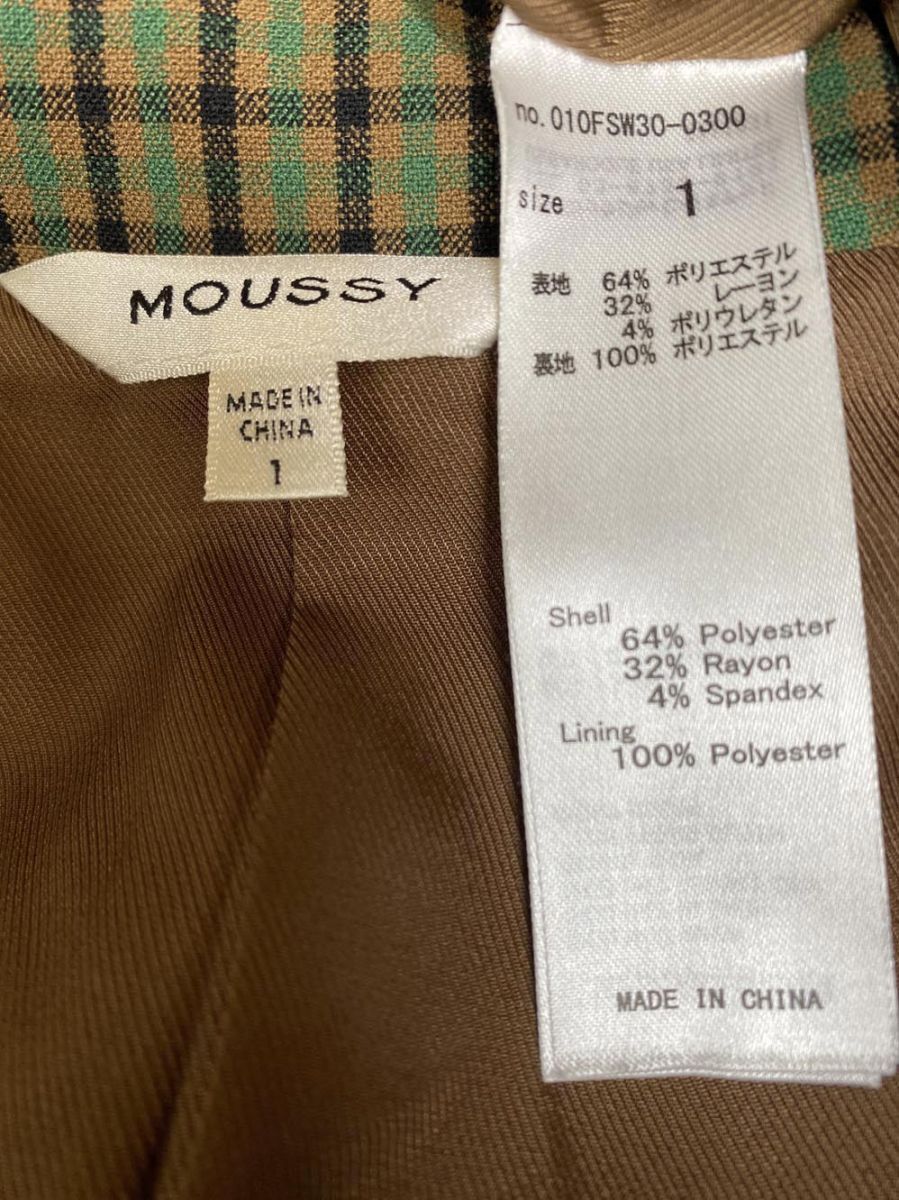 MOUSSY
MADE IN
CHINA
1
no.010FSW30-0300
size 1
表地 64% ポリエステル
32% レーヨン
4% ポリウレタン
裏地 100% ポリエステル
Shell
64% Polyester
32% Rayon
4% Spandex
Lining
100% Polyester
MADE IN CHINA